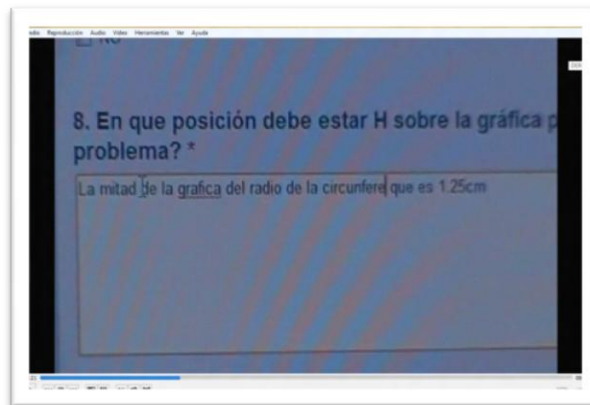 Reproducción Audio Video Herramientas Ver Ayuda
NO
8. En que posición debe estar H sobre la gráfica p
problema? *
La mitad de la grafica del radio de la circunfere que es 1.25cm